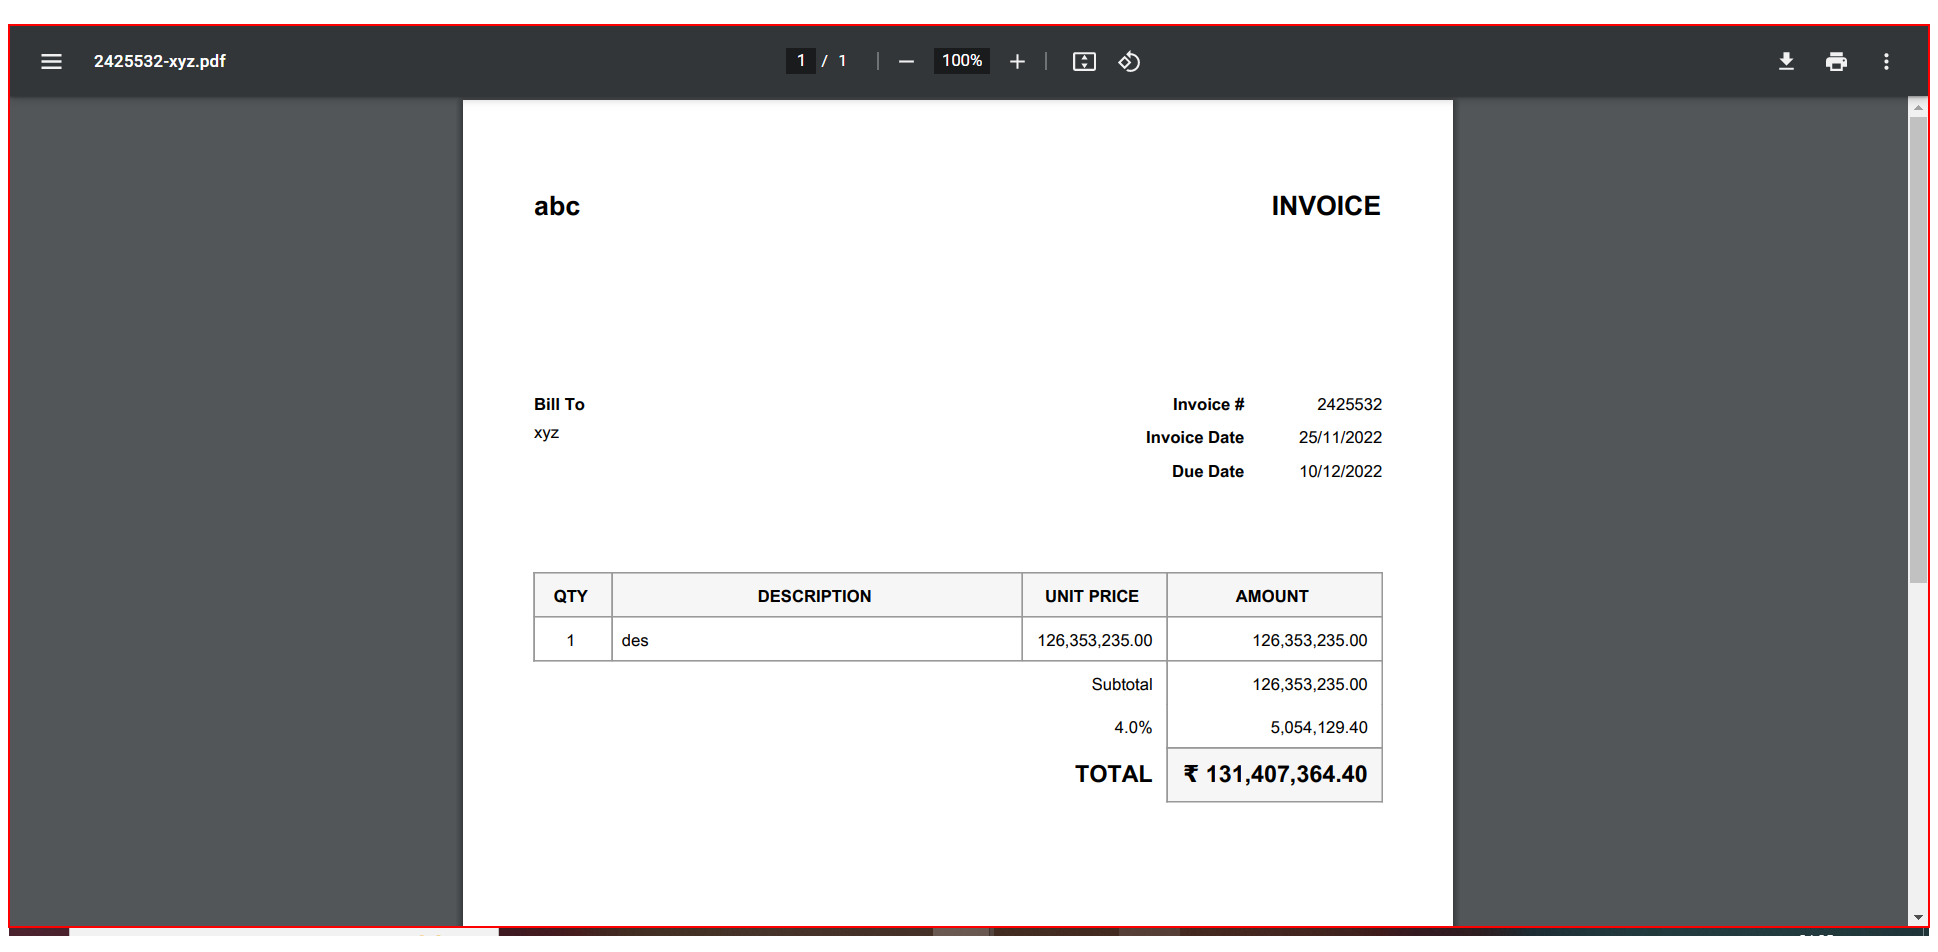 2425532-xyz.pdf 1 / 1 100%
abc INVOICE
Bill To Invoice # 2425532
xyz Invoice Date 25/11/2022
Due Date 10/12/2022
QTY DESCRIPTION UNIT PRICE AMOUNT
1 des 126,353,235.00 126,353,235.00
Subtotal 126,353,235.00
4.0% 5,054,129.40
TOTAL ₹ 131,407,364.40